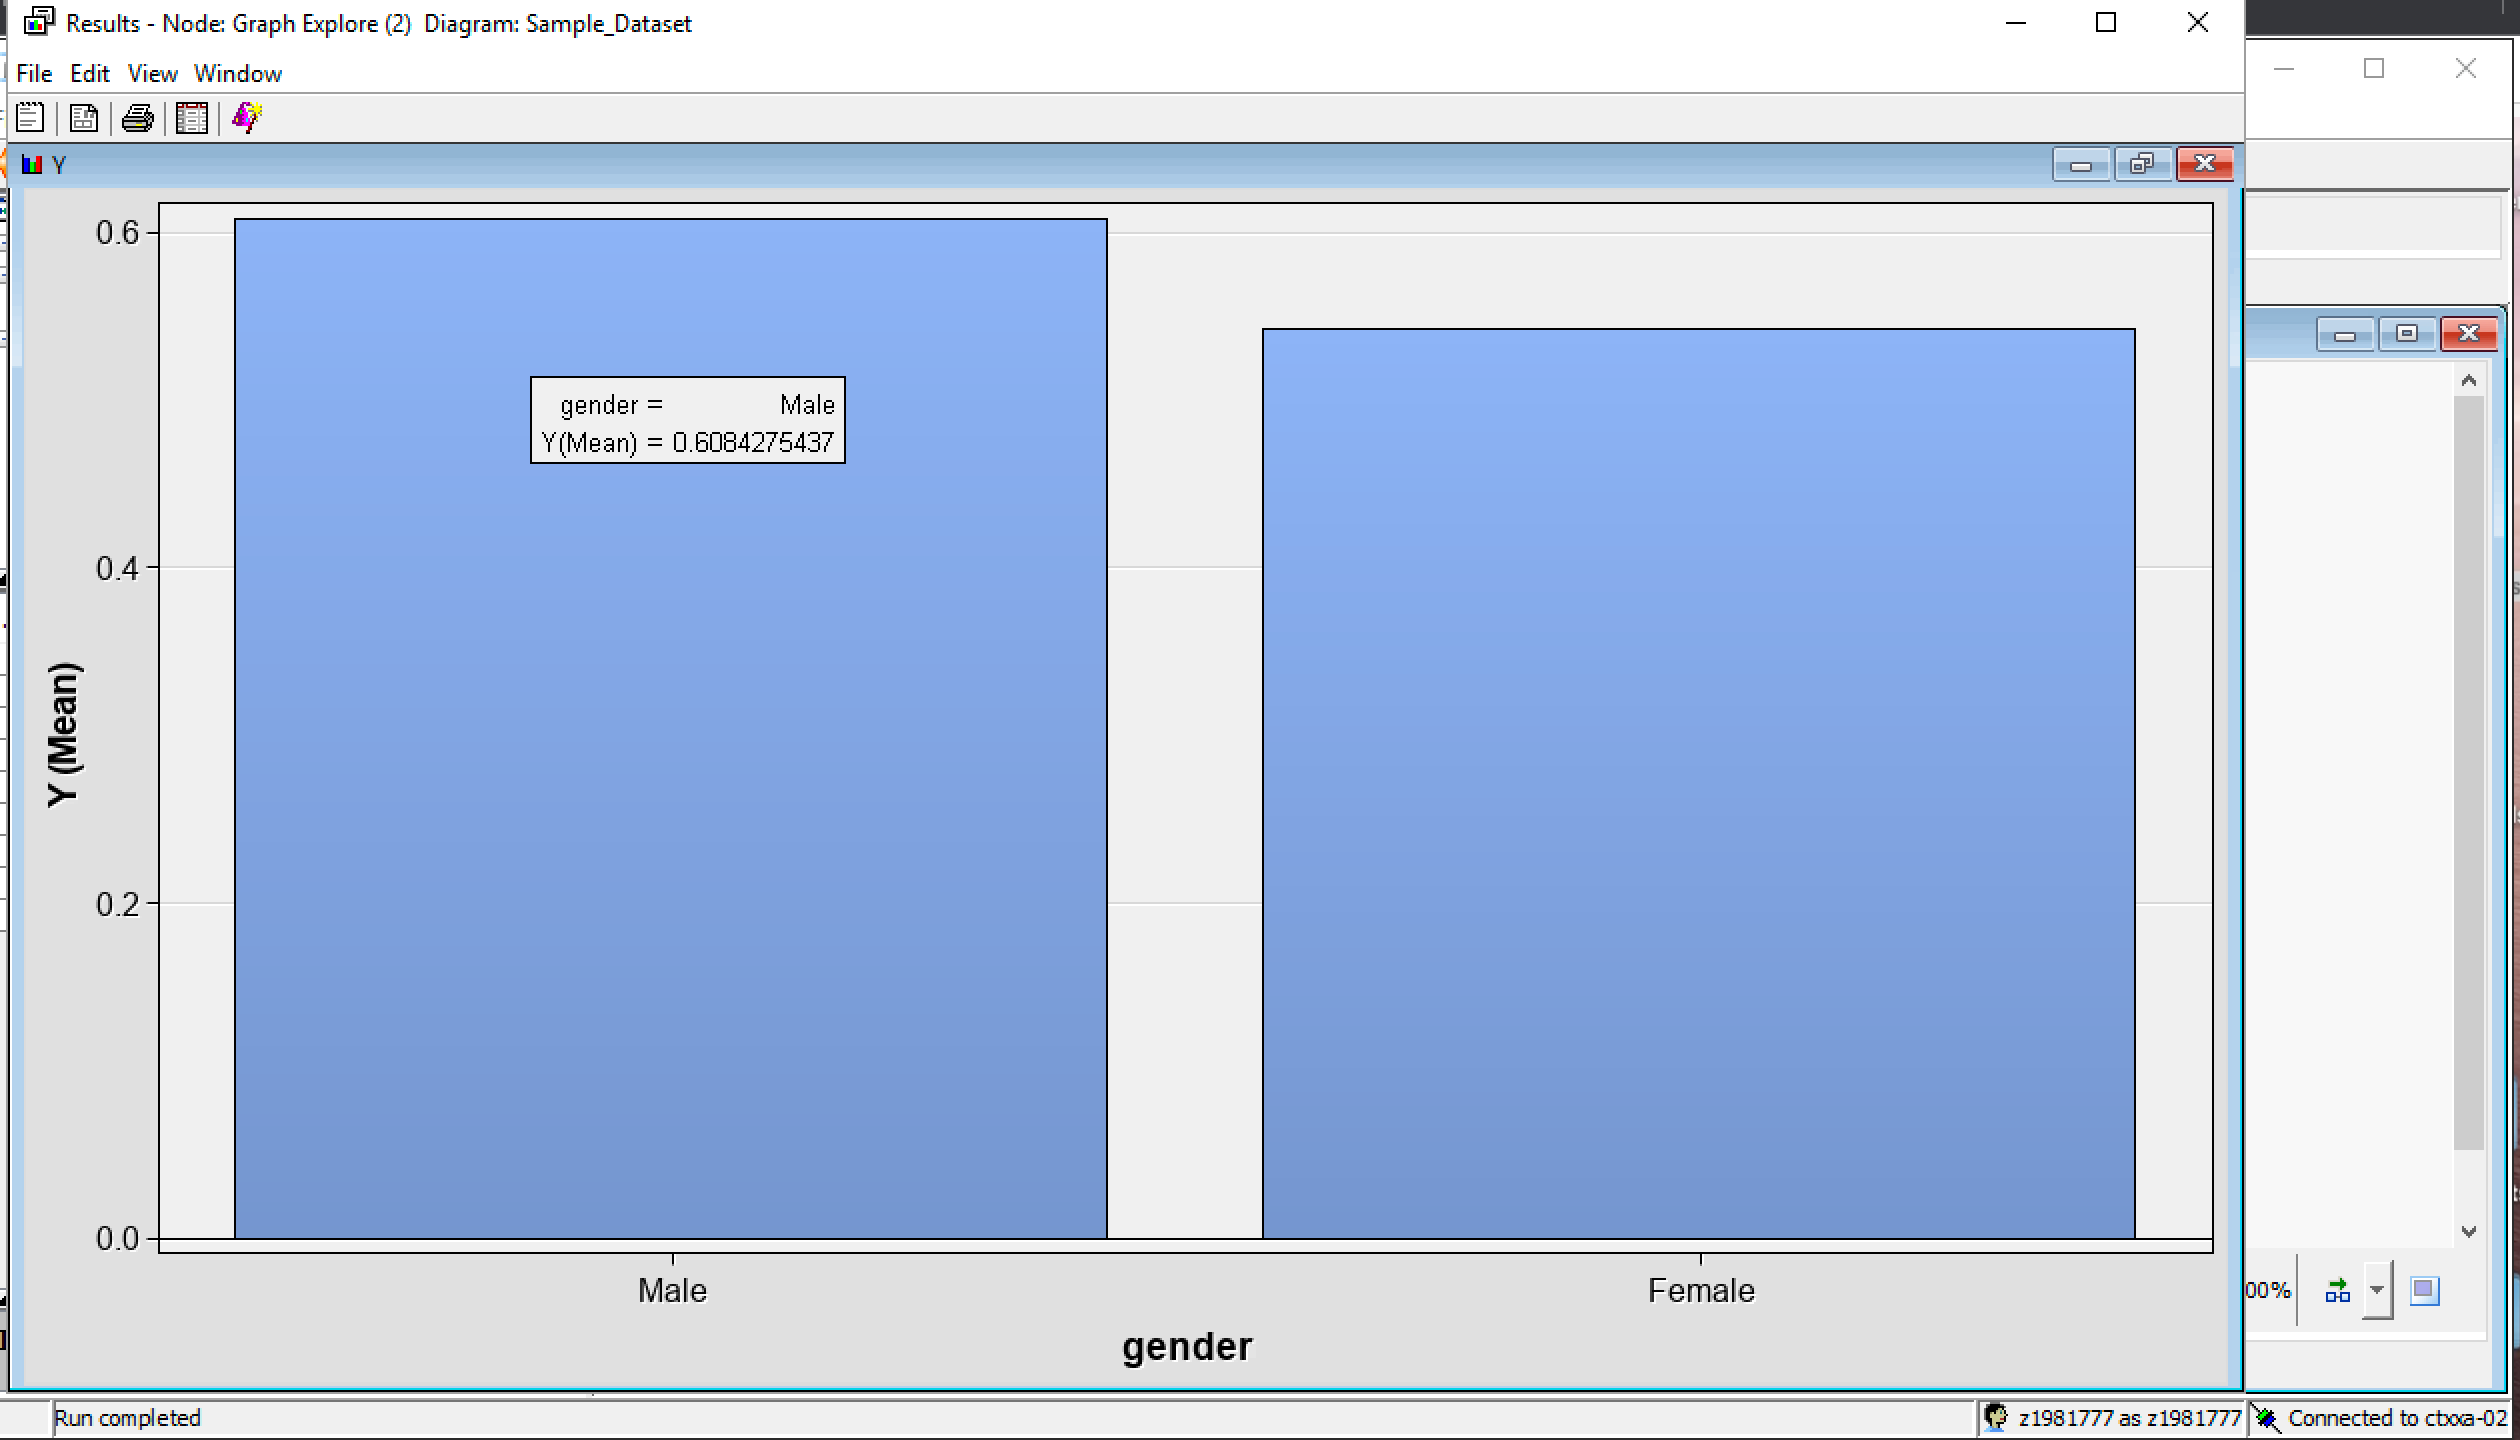 Results - Node: Graph Explore (2)  Diagram: Sample_Dataset
File Edit View Window
Y
0.6
0.4
0.2
0.0
Y (Mean)
gender = Male
Y(Mean) = 0.6084275437
Male
Female
gender
00%
Run completed
z1981777 as z1981777
Connected to ctxxa-02